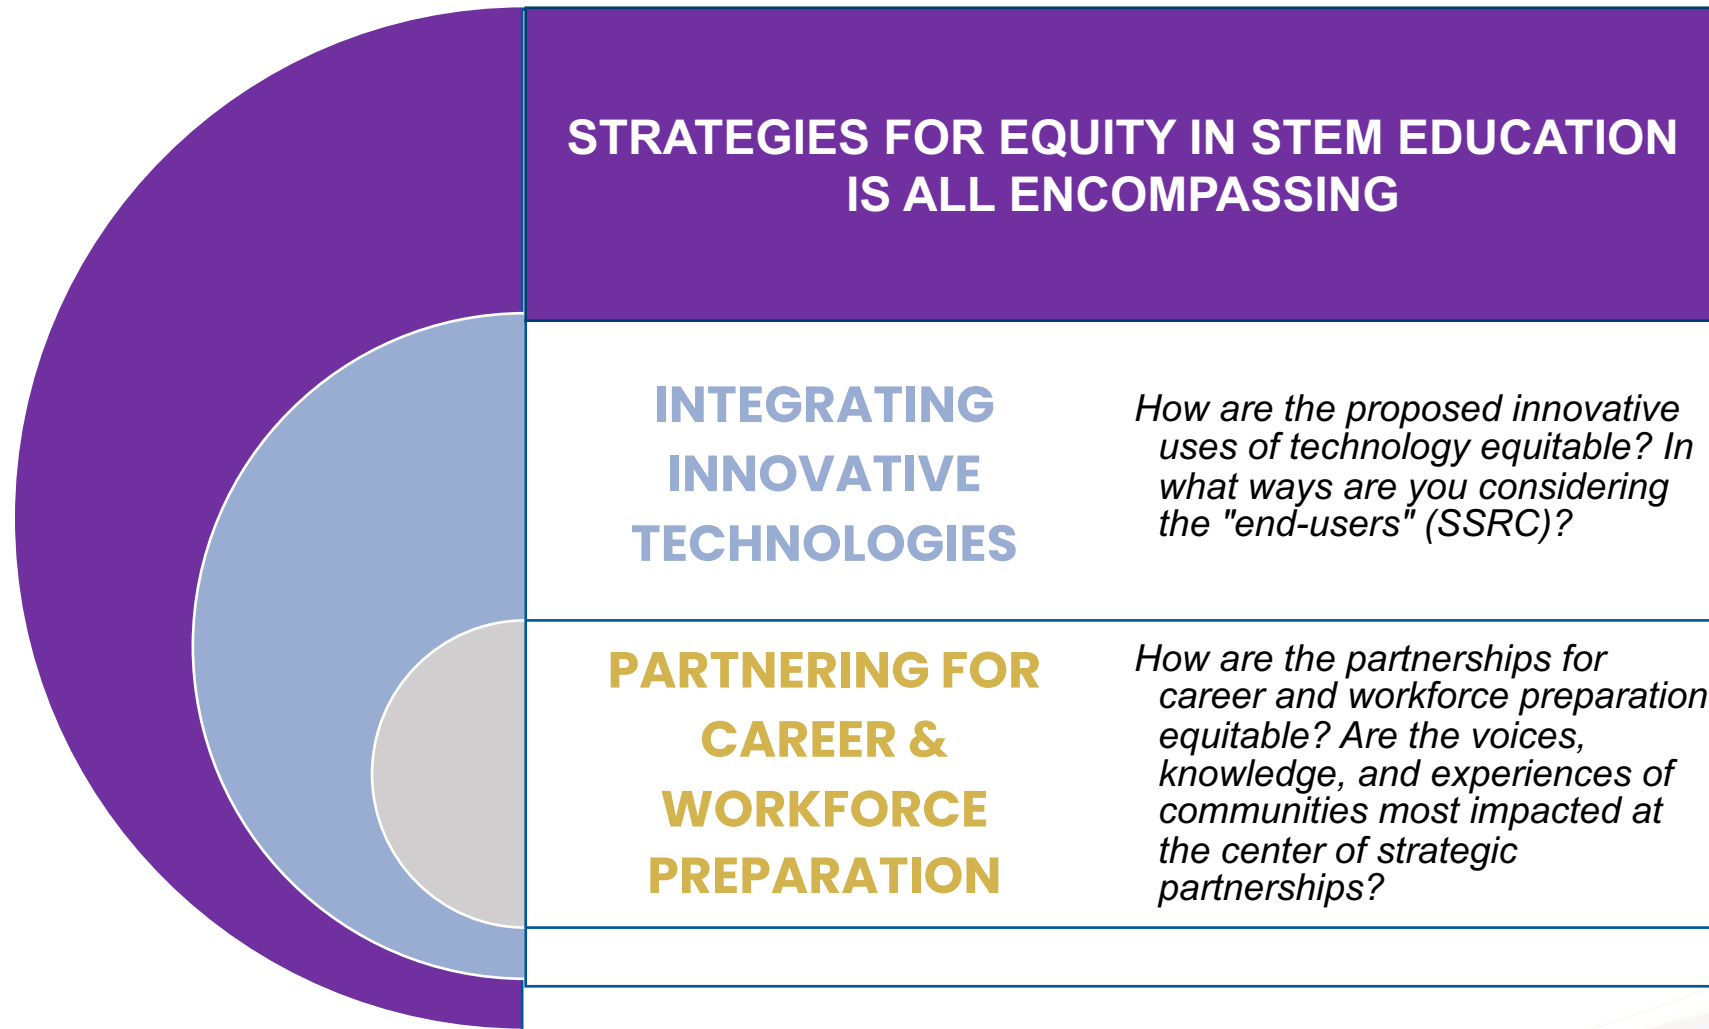 STRATEGIES FOR EQUITY IN STEM EDUCATION
IS ALL ENCOMPASSING
INTEGRATING
INNOVATIVE
TECHNOLOGIES
How are the proposed innovative
uses of technology equitable? In
what ways are you considering
the "end-users" (SSRC)?
PARTNERING FOR
CAREER &
WORKFORCE
PREPARATION
How are the partnerships for
career and workforce preparation
equitable? Are the voices,
knowledge, and experiences of
communities most impacted at
the center of strategic
partnerships?